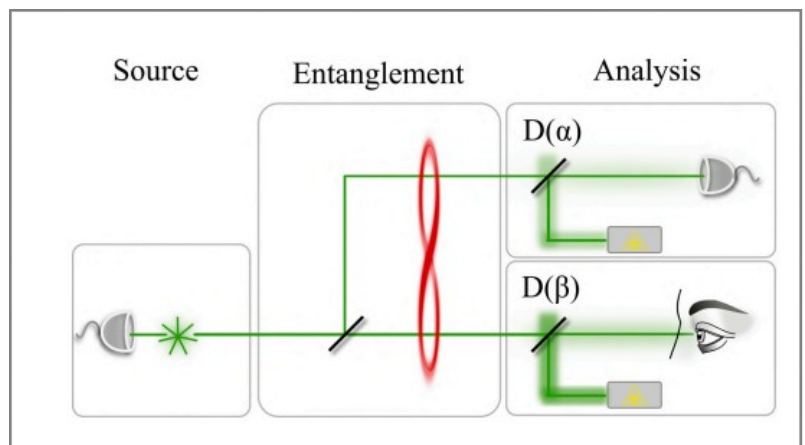 Source
Entanglement
Analysis
D(α)
D(β)